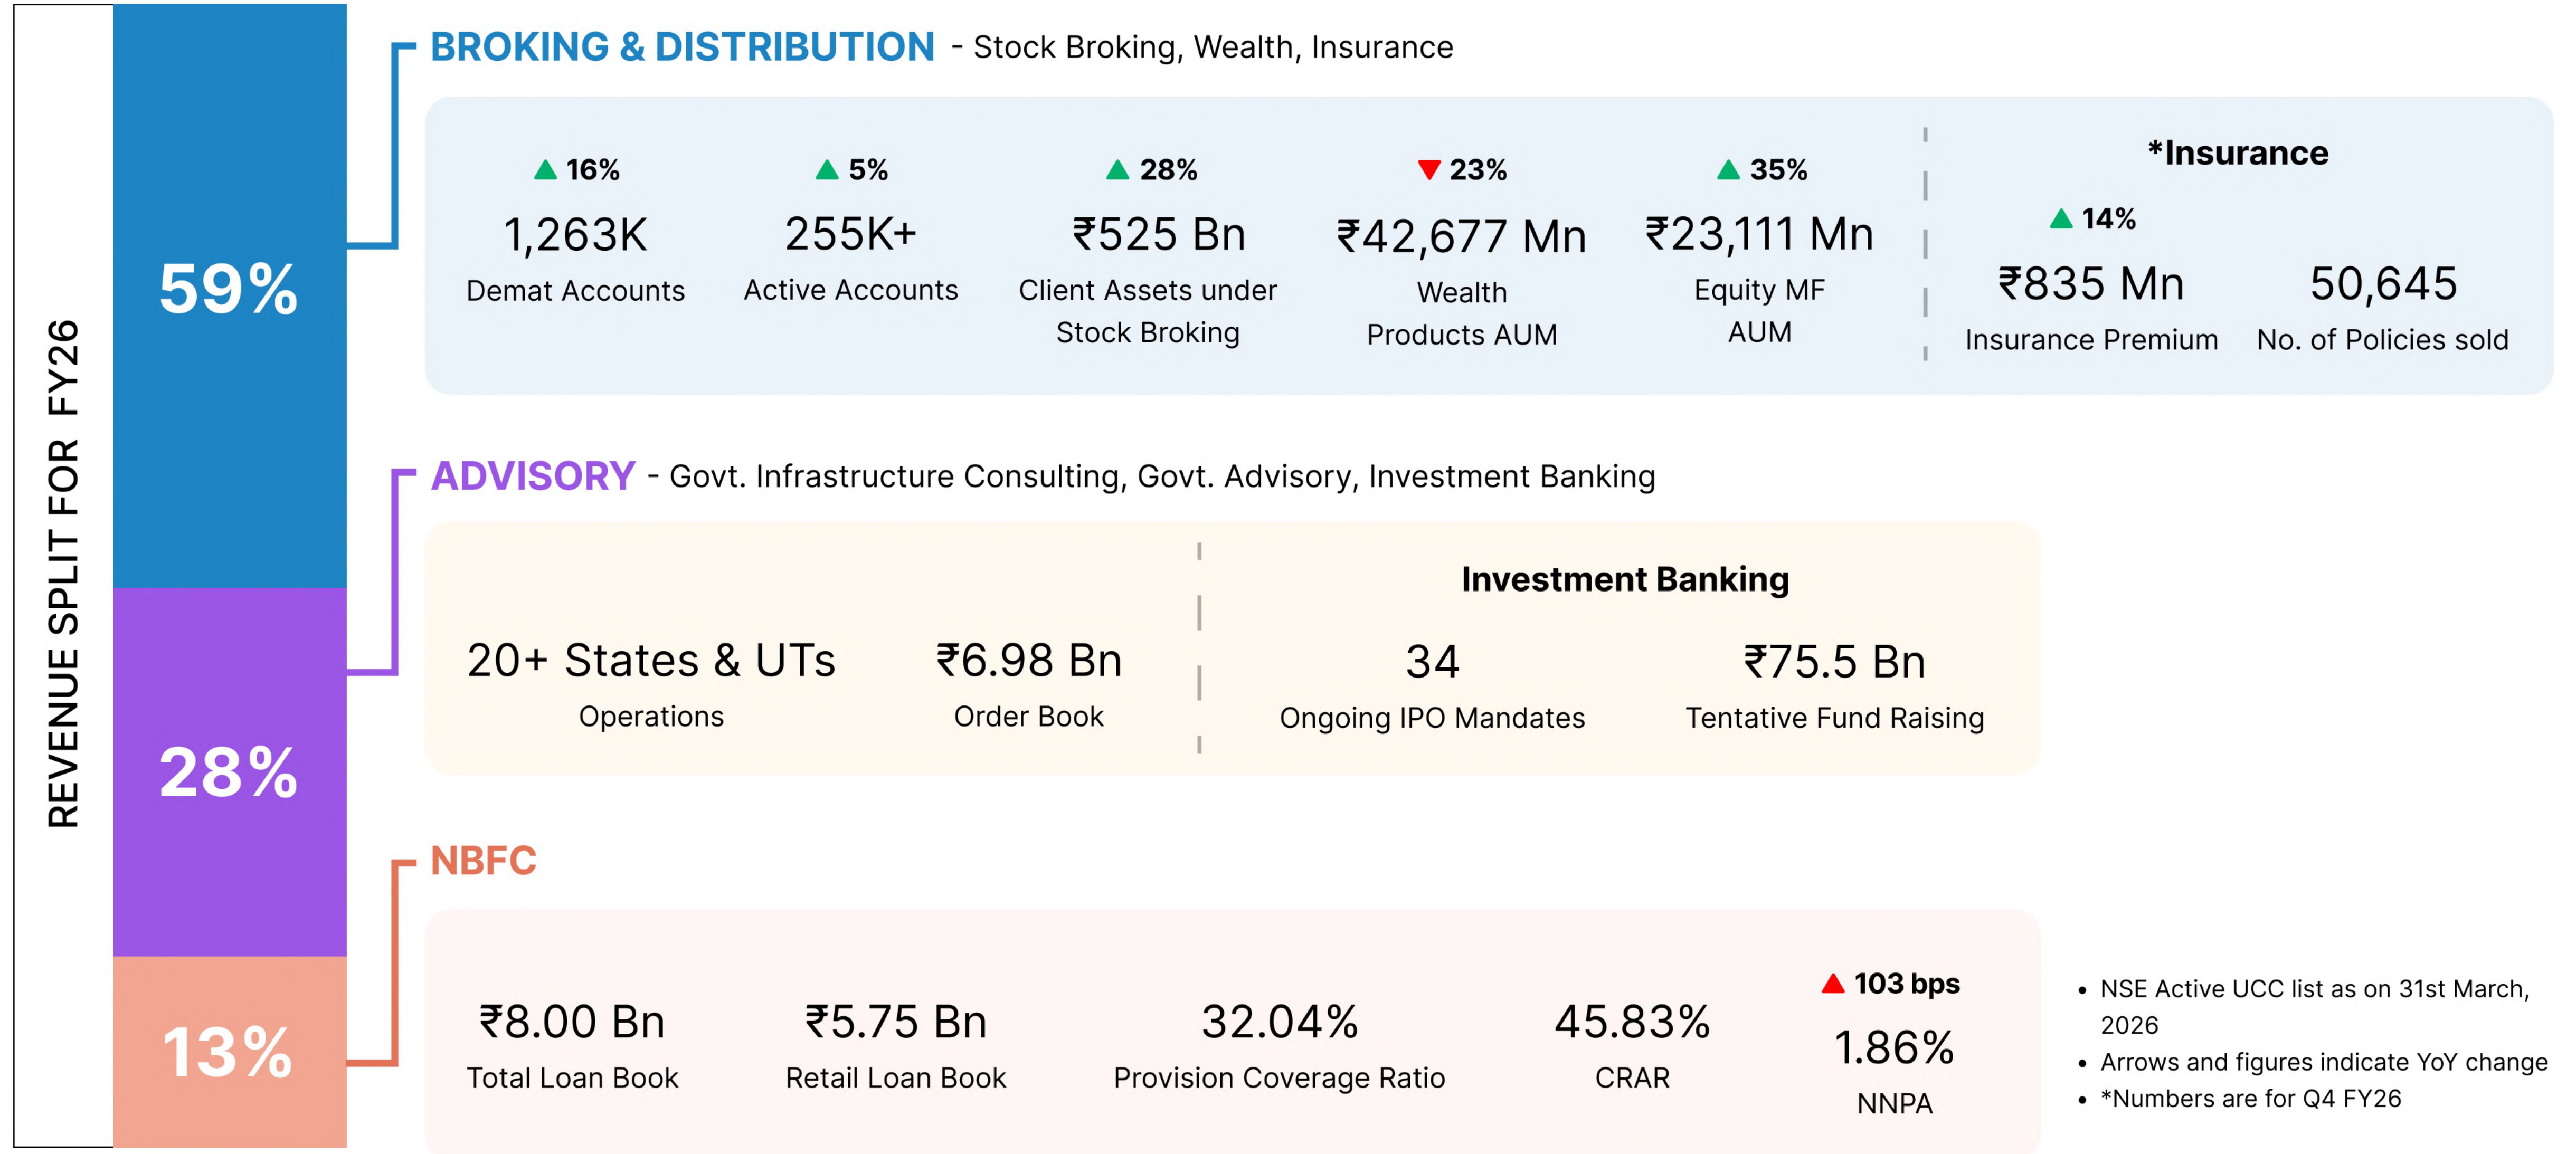 REVENUE SPLIT FOR FY26
59%
28%
13%
BROKING & DISTRIBUTION - Stock Broking, Wealth, Insurance
16%
1,263K
Demat Accounts
5%
255K+
Active Accounts
28%
₹525 Bn
Client Assets under
Stock Broking
23%
₹42,677 Mn
Wealth
Products AUM
35%
₹23,111 Mn
Equity MF
AUM
*Insurance
14%
₹835 Mn
Insurance Premium
50,645
No. of Policies sold
ADVISORY - Govt. Infrastructure Consulting, Govt. Advisory, Investment Banking
20+ States & UTs
Operations
₹6.98 Bn
Order Book
Investment Banking
34
Ongoing IPO Mandates
₹75.5 Bn
Tentative Fund Raising
NBFC
₹8.00 Bn
Total Loan Book
₹5.75 Bn
Retail Loan Book
32.04%
Provision Coverage Ratio
45.83%
CRAR
103 bps
1.86%
NNPA
• NSE Active UCC list as on 31st March,
2026
• Arrows and figures indicate YoY change
• *Numbers are for Q4 FY26